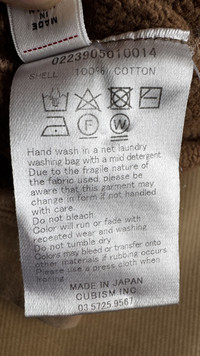 MADE
IN
0223905010014
SHELL 100% COTTON
F
W
Hand wash in a net laundry
washing bag with a mild detergent.
Due to the fragile nature of
the fabric used, please be
aware that this garment may
change in form if not handled
with care.
Do not bleach.
Color will run or fade with
repeated wear and washing.
Do not tumble dry.
Colors may bleed or transfer onto
other materials if rubbing occurs.
Please use a press cloth when
ironing.
MADE IN JAPAN
CUBISM INC.
03.5725.9567